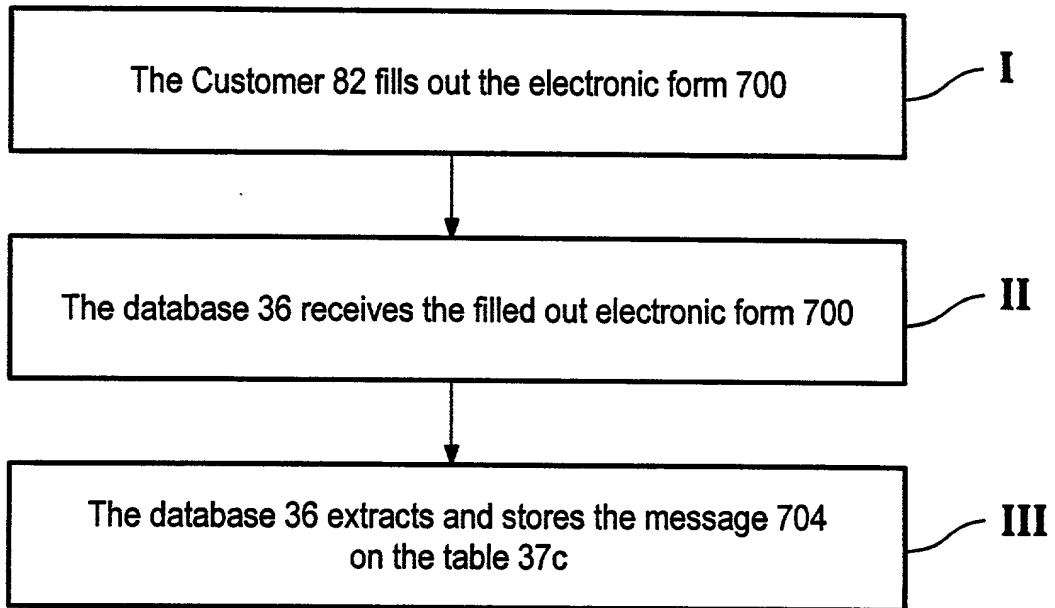 The Customer 82 fills out the electronic form 700
I
The database 36 receives the filled out electronic form 700
II
The database 36 extracts and stores the message 704
on the table 37c
III